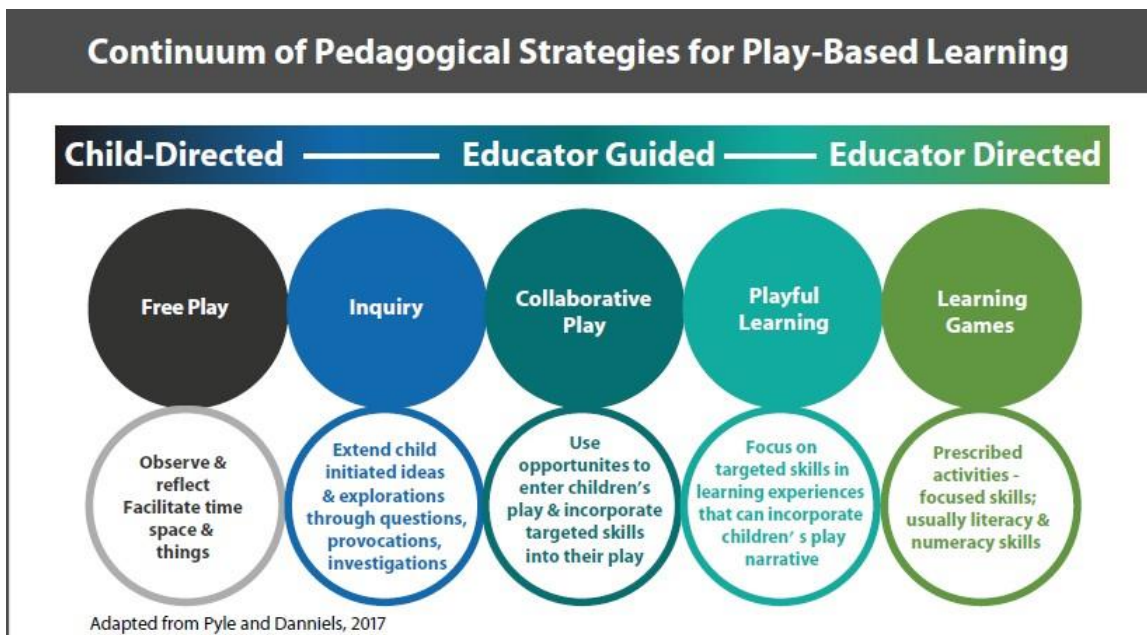 Continuum of Pedagogical Strategies for Play-Based Learning
Child-Directed
Educator Guided
Educator Directed
Free Play
Inquiry
Collaborative
Play
Playful
Learning
Learning
Games
Observe &
reflect
Facilitate time
space &
things
Extend child
initiated ideas
& explorations
through questions,
provocations,
investigations
Use
opportunites to
enter children's
play & incorporate
targeted skills
into their play
Focus on
targeted skills in
learning experiences
that can incorporate
children' s play
narrative
Prescribed
activities -
focused skills;
usually literacy &
numeracy skills
Adapted from Pyle and Danniels, 2017